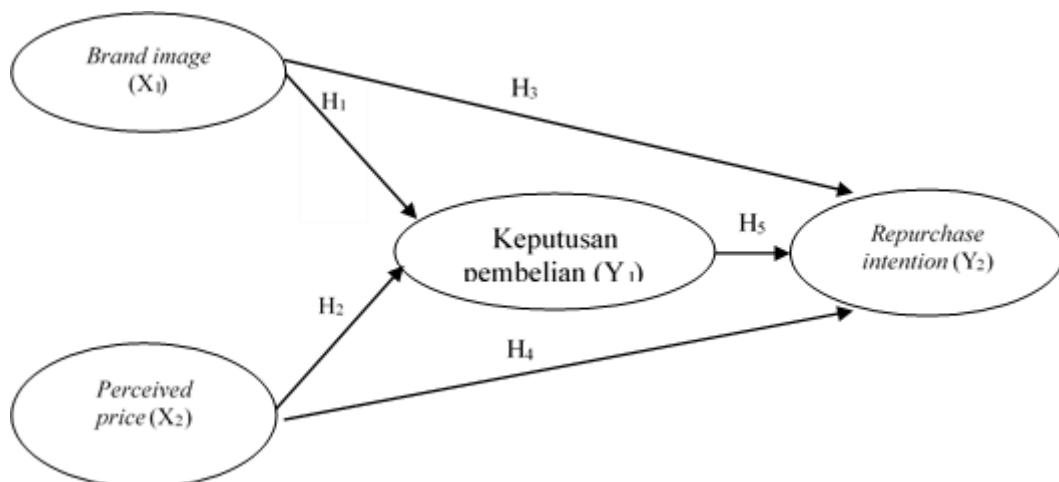 Brand image
(X1)
H1
H3
Keputusan
pembelian (Y1)
H5
Repurchase
intention (Y2)
H2
H4
Perceived
price (X2)